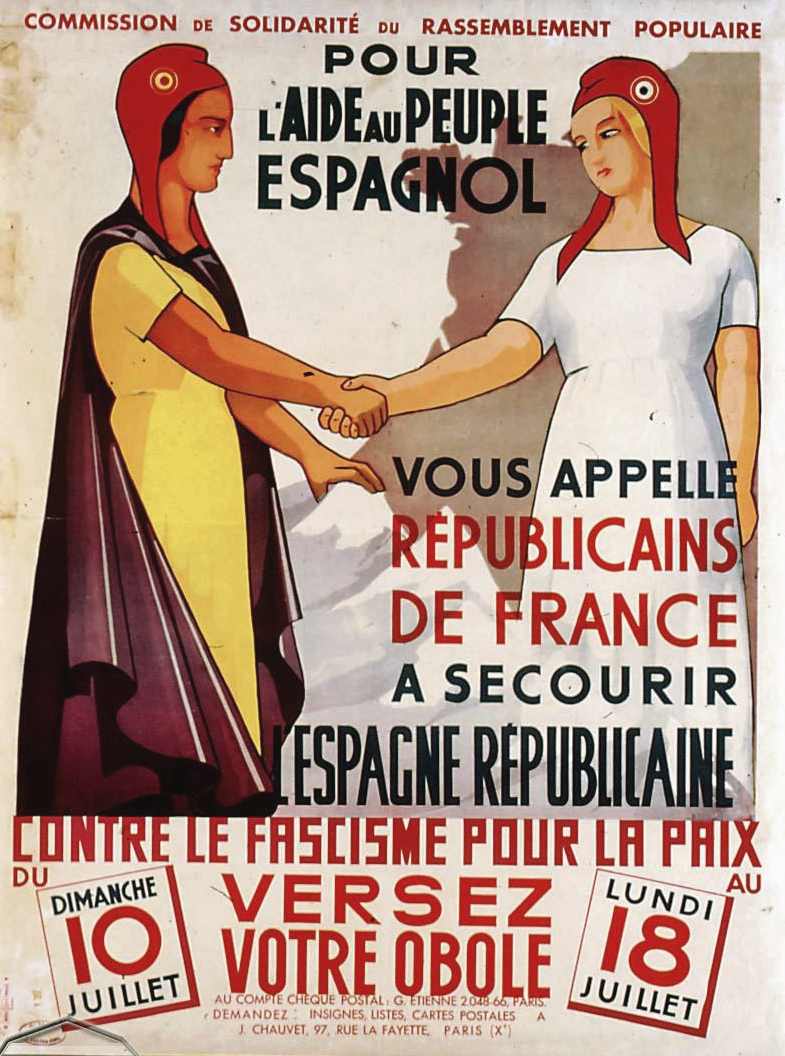 COMMISSION DE SOLIDARITÉ DU RASSEMBLEMENT POPULAIRE
POUR
L'AIDE AU PEUPLE
ESPAGNOL
VOUS APPELLE
RÉPUBLICAINS
DE FRANCE
A SECOURIR
L'ESPAGNE RÉPUBLICAINE
CONTRE LE FASCISME POUR LA PAIX
DU
DIMANCHE
10
JUILLET
VERSEZ
VOTRE OBOLE
AU
LUNDI
18
JUILLET
AU COMPTE CHÈQUE POSTAL : G. ETIENNE 2.048-66, PARIS.
DEMANDEZ : INSIGNES, LISTES, CARTES POSTALES A
J. CHAUVET, 97, RUE LA FAYETTE, PARIS (Xe)